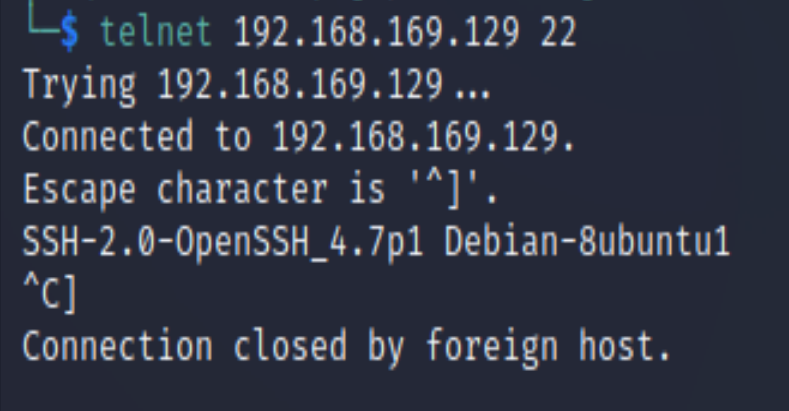 └─$ telnet 192.168.169.129 22
Trying 192.168.169.129...
Connected to 192.168.169.129.
Escape character is '^]'.
SSH-2.0-OpenSSH_4.7p1 Debian-8ubuntu1
^C]
Connection closed by foreign host.